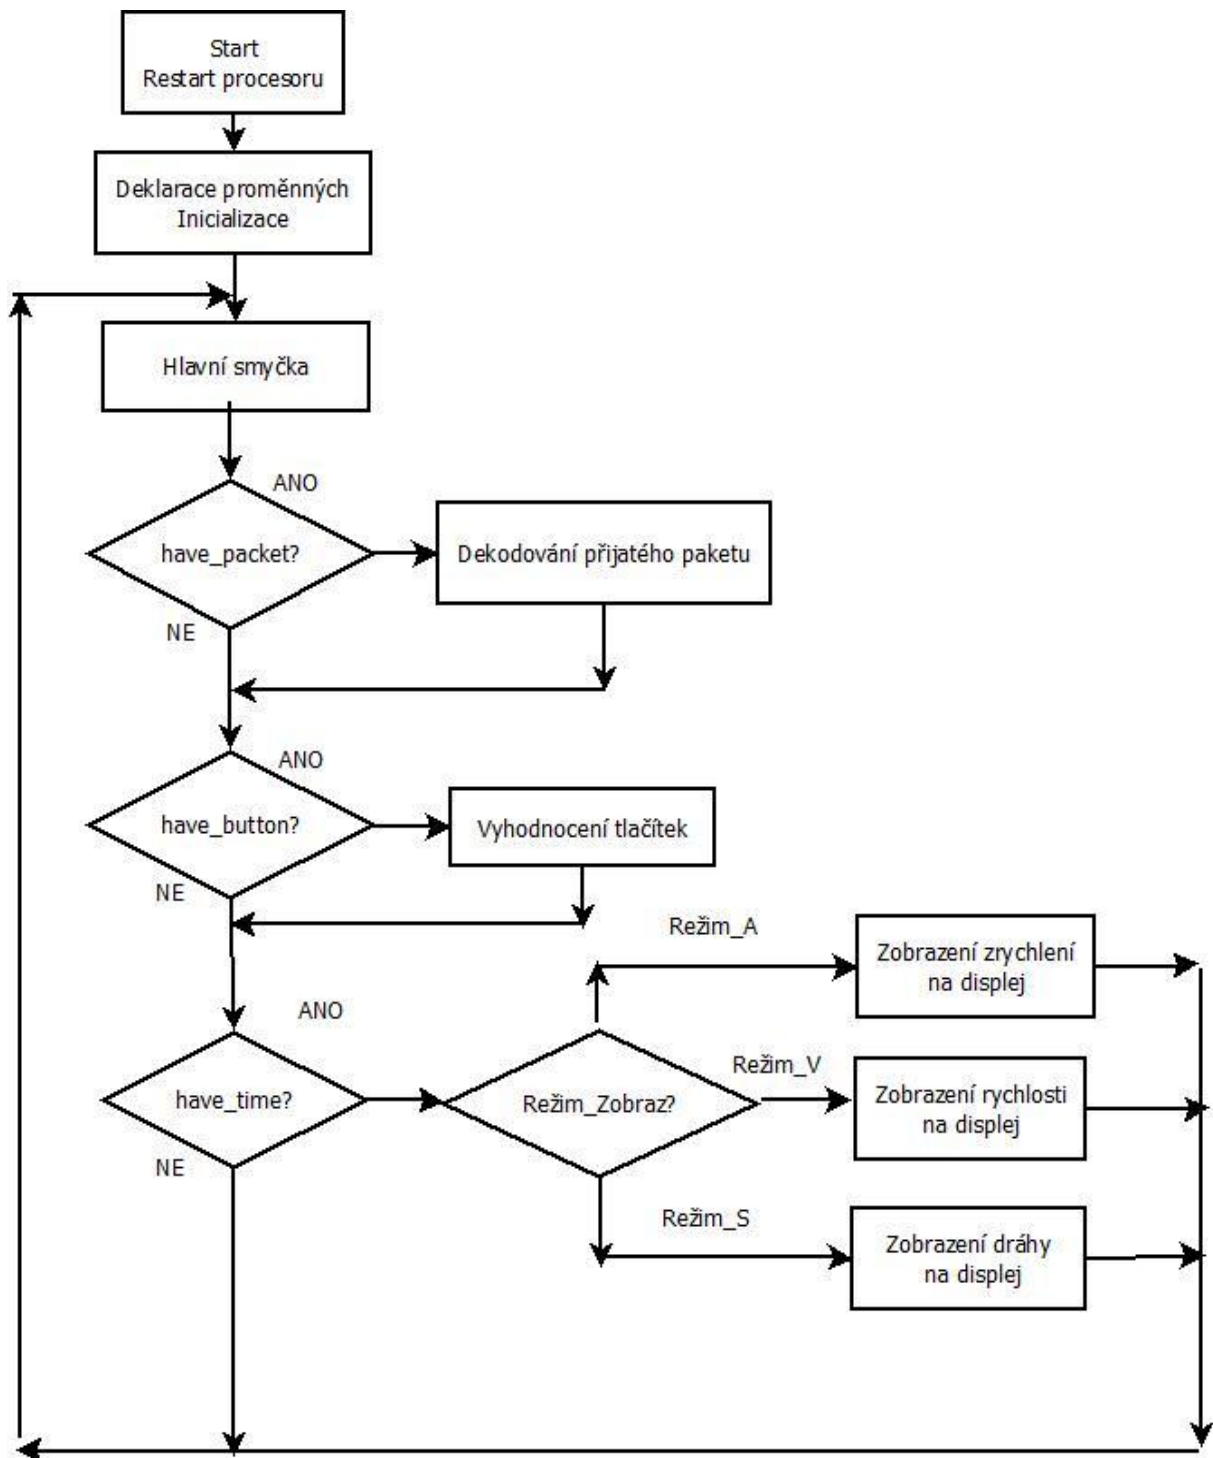 Start
Restart procesoru
Deklarace proměnných
Inicializace
Hlavní smyčka
ANO
have_packet?
Dekodování přijatého paketu
NE
ANO
have_button?
Vyhodnocení tlačítek
NE
Režim_A
Zobrazení zrychlení
na displej
ANO
have_time?
Režim_Zobraz?
Režim_V
Zobrazení rychlosti
na displej
NE
Režim_S
Zobrazení dráhy
na displej